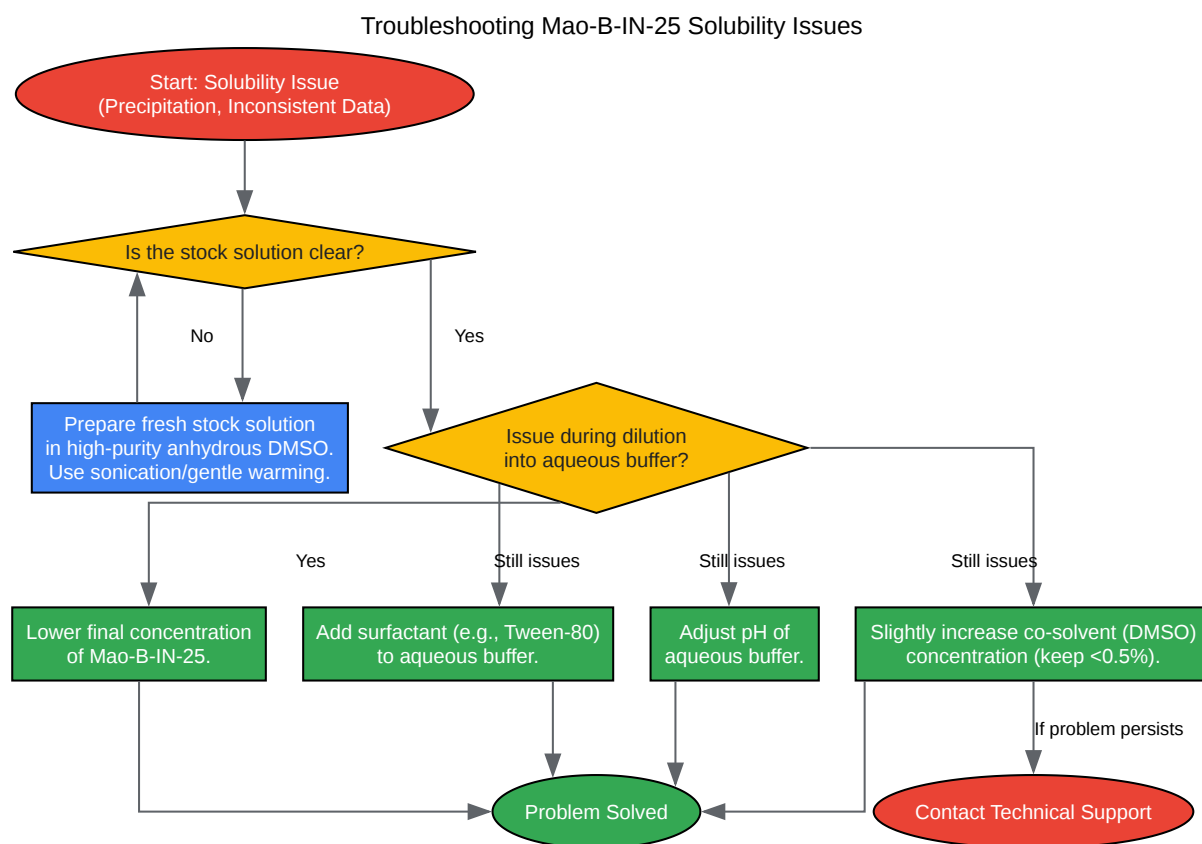 Troubleshooting Mao-B-IN-25 Solubility Issues
Start: Solubility Issue
(Precipitation, Inconsistent Data)
Is the stock solution clear?
No
Yes
Prepare fresh stock solution
in high-purity anhydrous DMSO.
Use sonication/gentle warming.
Issue during dilution
into aqueous buffer?
Yes
Still issues
Still issues
Still issues
Lower final concentration
of Mao-B-IN-25.
Add surfactant (e.g., Tween-80)
to aqueous buffer.
Adjust pH of
aqueous buffer.
Slightly increase co-solvent (DMSO)
concentration (keep <0.5%).
If problem persists
Problem Solved
Contact Technical Support